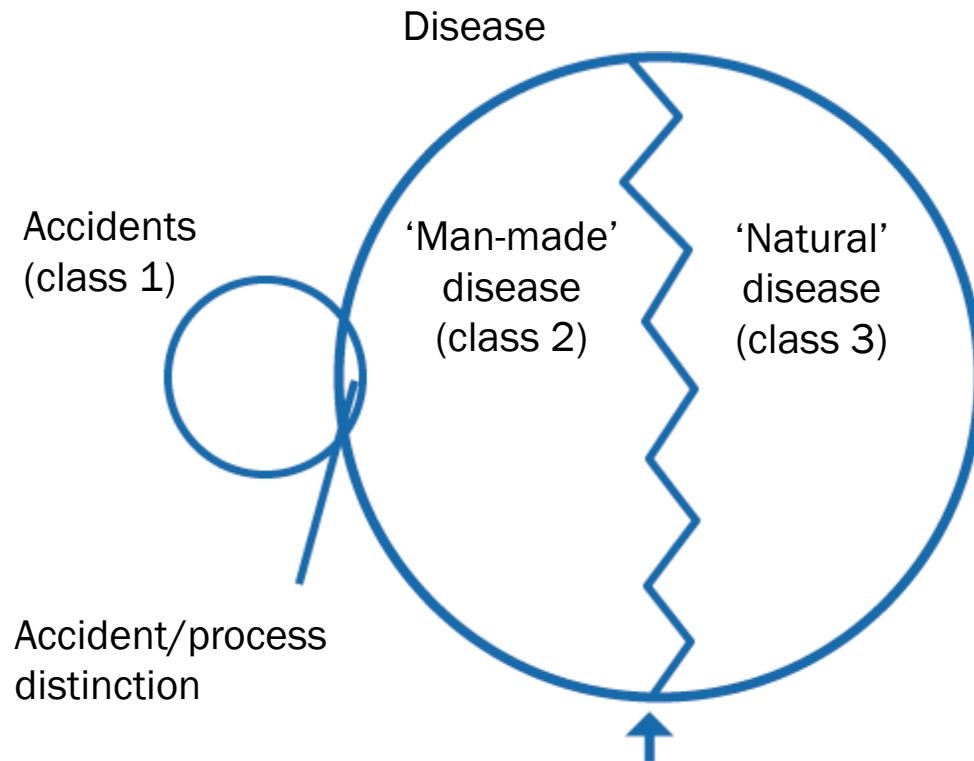 Disease
Accidents
(class 1)
‘Man-made’
disease
(class 2)
‘Natural’
disease
(class 3)
Accident/process
distinction